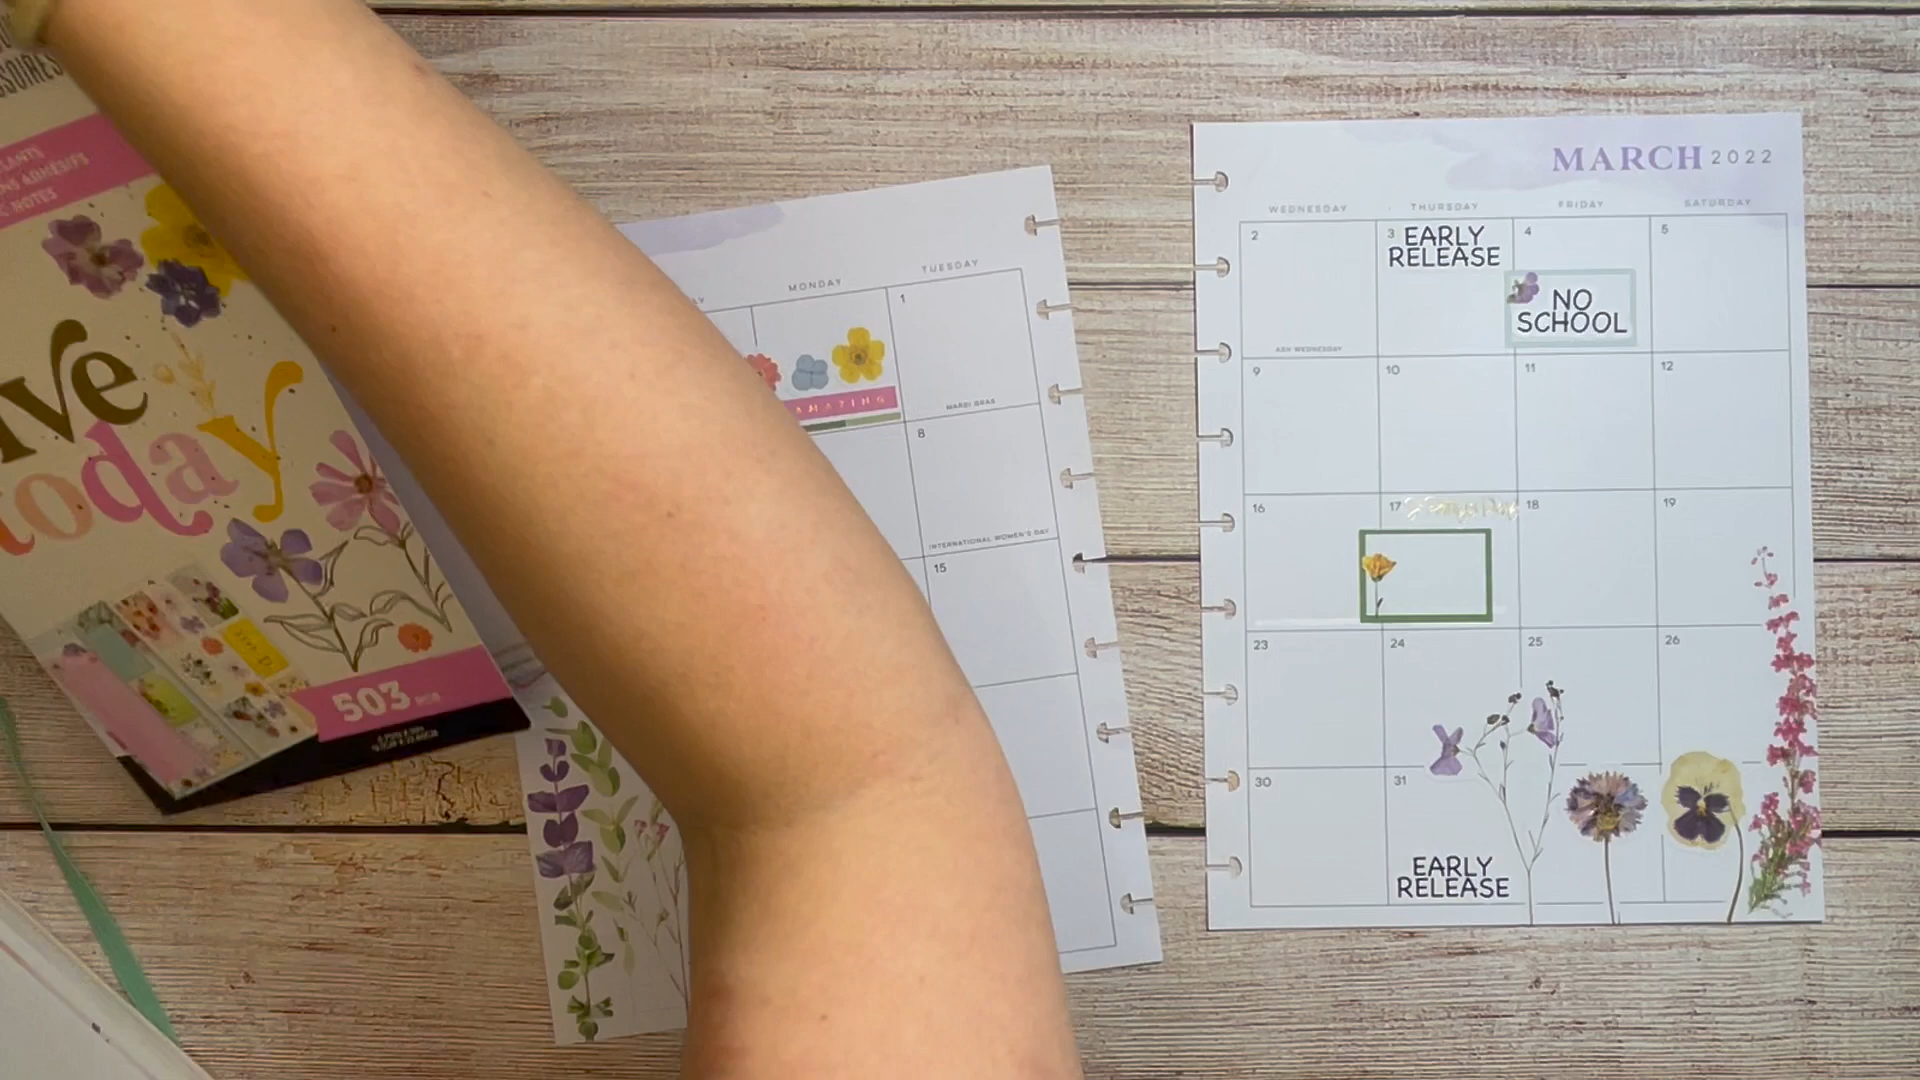 NOTES
ve
today
503
MONDAY
TUESDAY
1
AMAZING
MARDI GRAS
8
INTERNATIONAL WOMEN'S DAY
15
MARCH 2022
WEDNESDAY THURSDAY FRIDAY SATURDAY
2 3 EARLY RELEASE 4 5
NO
SCHOOL
ASH WEDNESDAY
9 10 11 12
16 17 18 19
23 24 25 26
30 31
EARLY
RELEASE